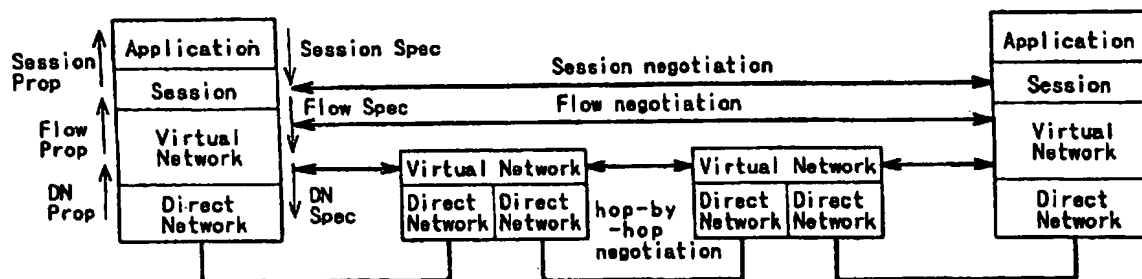 Session
Prop
Flow
Prop
DN
Prop
Application
Session
Virtual
Network
Direct
Network
Session Spec
Flow Spec
DN
Spec
Session negotiation
Flow negotiation
Virtual Network
Direct
Network
Direct
Network
hop-by
-hop
negotiation
Virtual Network
Direct
Network
Direct
Network
Application
Session
Virtual
Network
Direct
Network